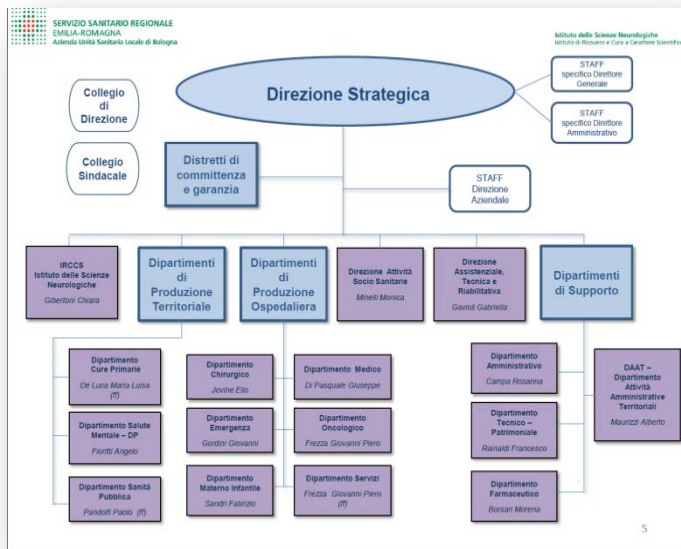 SERVIZIO SANITARIO REGIONALE
EMILIA-ROMAGNA
Azienda Unità Sanitaria Locale di Bologna
Istituto delle Scienze Neurologiche
Istituto di Ricovero e Cura a Carattere Scientifico
Collegio
di
Direzione
Direzione Strategica
STAFF
specifico Direttore
Generale
STAFF
specifico Direttore
Amministrativo
Collegio
Sindacale
Distretti di
committenza
e garanzia
STAFF
Direzione
Aziendale
IRCCS
Istituto delle Scienze
Neurologiche
Gibertoni Chiara
Dipartimenti
di
Produzione
Territoriale
Dipartimenti
di
Produzione
Ospedaliera
Direzione Attività
Socio Sanitarie
Minelli Monica
Direzione
Assistenziale,
Tecnica e
Riabilitativa
Gavioli Gabriella
Dipartimenti
di Supporto
Dipartimento
Cure Primarie
De Luca Maria Luisa
(ff)
Dipartimento
Chirurgico
Jovine Elio
Dipartimento Medico
Di Pasquale Giuseppe
Dipartimento
Amministrativo
Campa Rosanna
DAAT –
Dipartimento
Attività
Amministrative
Territoriali
Maurizzi Alberto
Dipartimento Salute
Mentale – DP
Fioritti Angelo
Dipartimento
Emergenza
Gordini Giovanni
Dipartimento
Oncologico
Frezza Giovanni Piero
Dipartimento
Tecnico –
Patrimoniale
Rainaldi Francesco
Dipartimento Sanità
Pubblica
Pandolfi Paolo (ff)
Dipartimento
Materno Infantile
Sandri Fabrizio
Dipartimento Servizi
Frezza Giovanni Piero
(ff)
Dipartimento
Farmaceutico
Borsari Morena
5